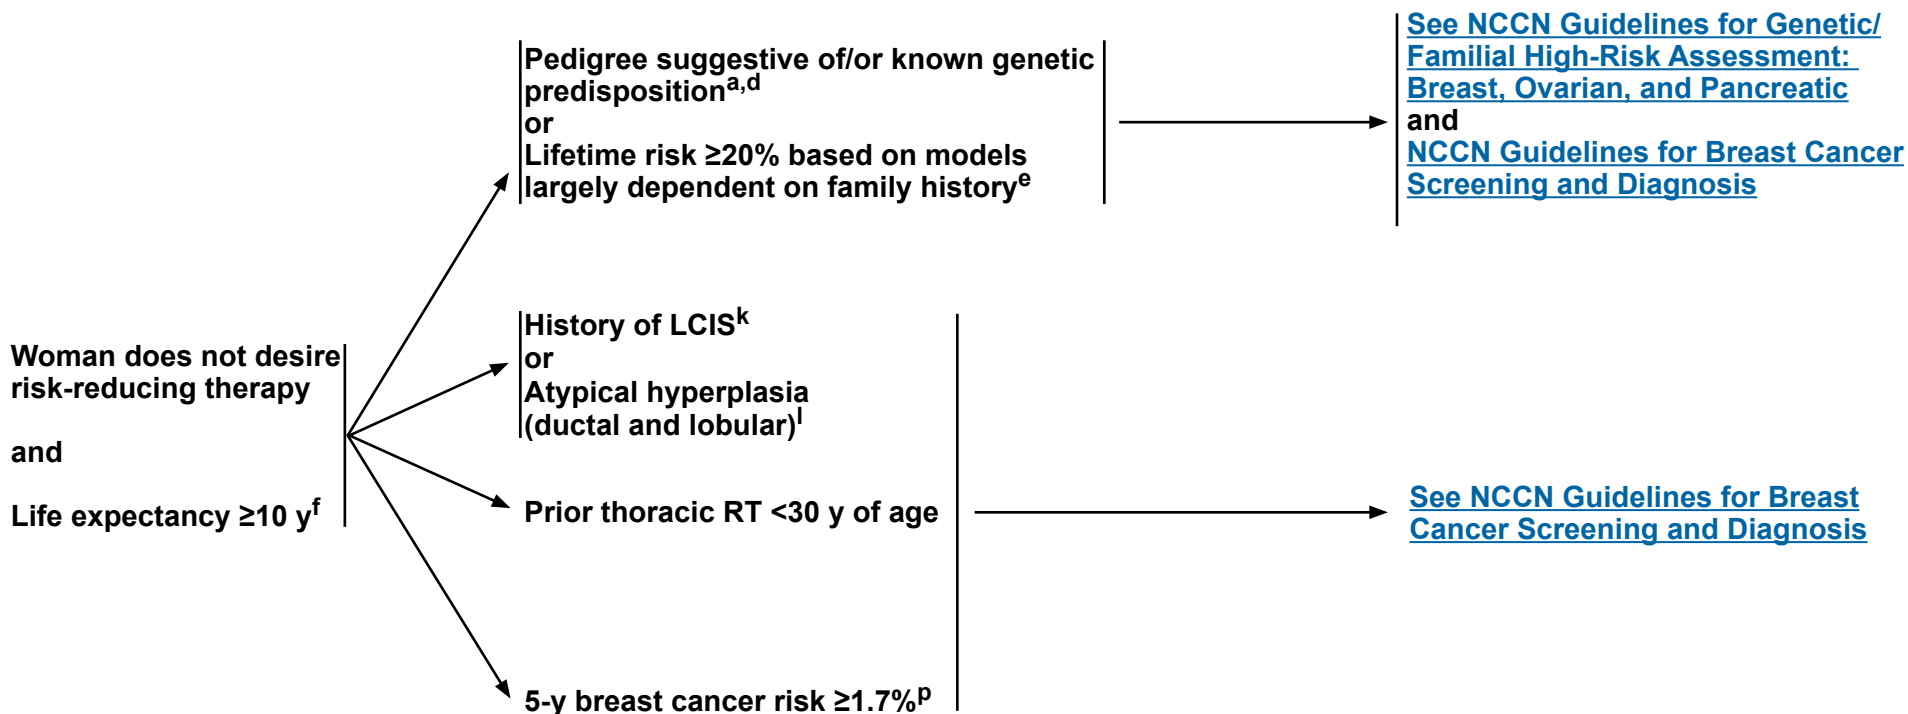 Woman does not desire
risk-reducing therapy
and
Life expectancy ≥10 y^f
Pedigree suggestive of/or known genetic
predisposition^a,d
or
Lifetime risk ≥20% based on models
largely dependent on family history^e
See NCCN Guidelines for Genetic/
Familial High-Risk Assessment:
Breast, Ovarian, and Pancreatic
and
NCCN Guidelines for Breast Cancer
Screening and Diagnosis
History of LCIS^k
or
Atypical hyperplasia
(ductal and lobular)^l
Prior thoracic RT <30 y of age
5-y breast cancer risk ≥1.7%^p
See NCCN Guidelines for Breast
Cancer Screening and Diagnosis